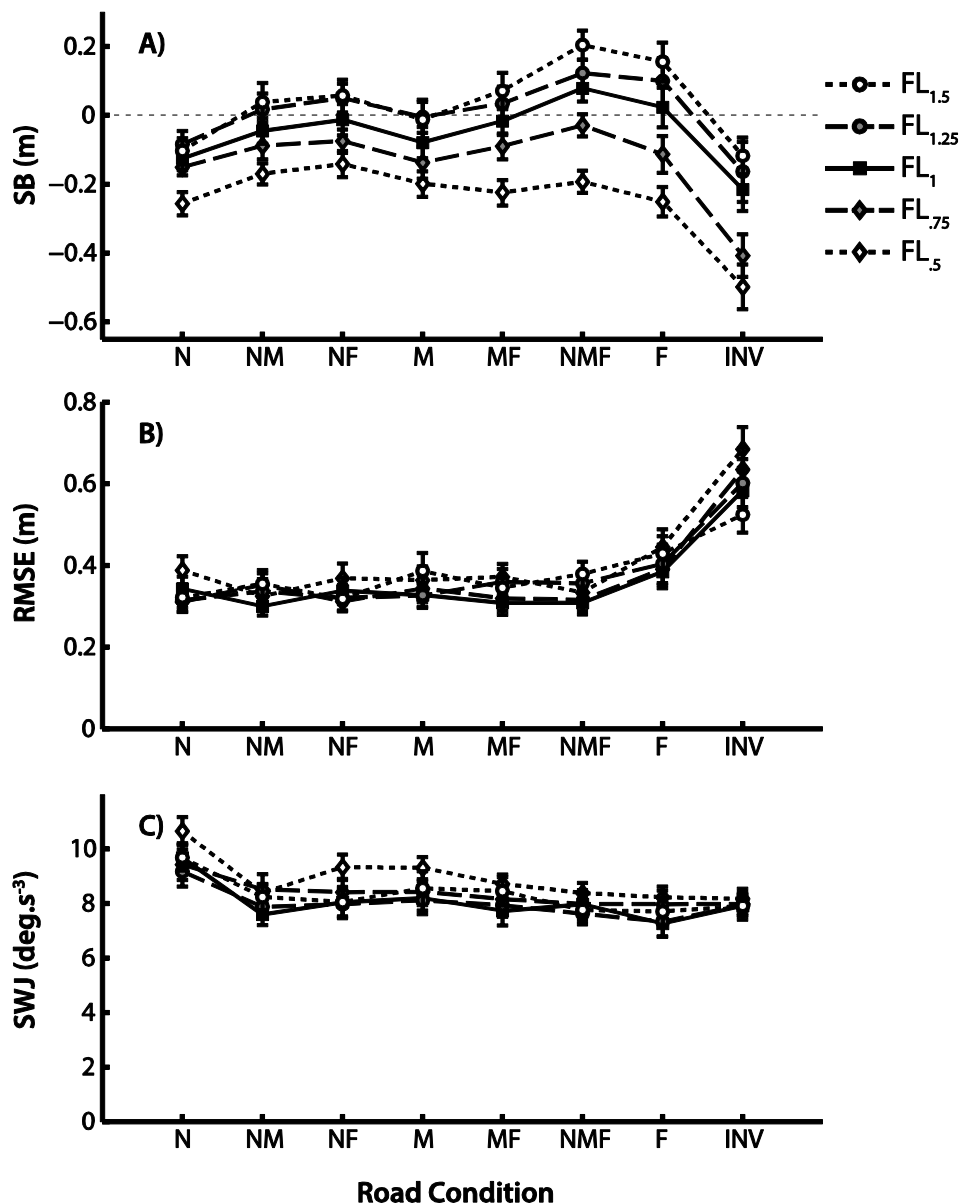 A)
SB (m)
0.2
0
−0.2
−0.4
−0.6
N NM NF M MF NMF F INV
FL1.5
FL1.25
FL1
FL.75
FL.5
B)
RMSE (m)
0.8
0.6
0.4
0.2
0
N NM NF M MF NMF F INV
C)
SWJ (deg.s⁻³)
10
8
6
4
2
0
N NM NF M MF NMF F INV
Road Condition